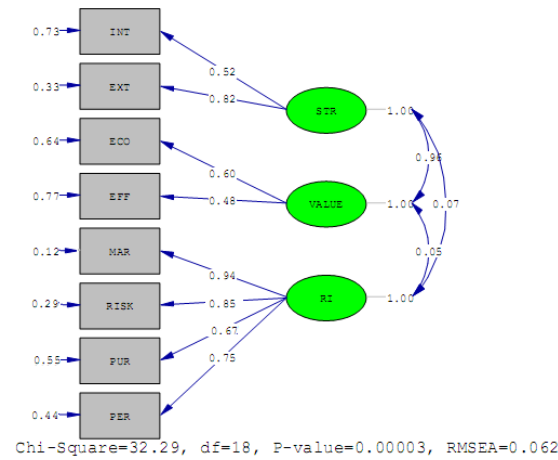 0.73 INT
0.52
0.33 EXT
0.82 STR 1.00
0.64 ECO
0.96
0.60
0.77 EFF
0.48 VALUE 1.00 0.07
0.12 MAR
0.05
0.94
0.29 RISK
0.85 RI 1.00
0.67
0.55 PUR
0.75
0.44 PER
Chi-Square=32.29, df=18, P-value=0.00003, RMSEA=0.062